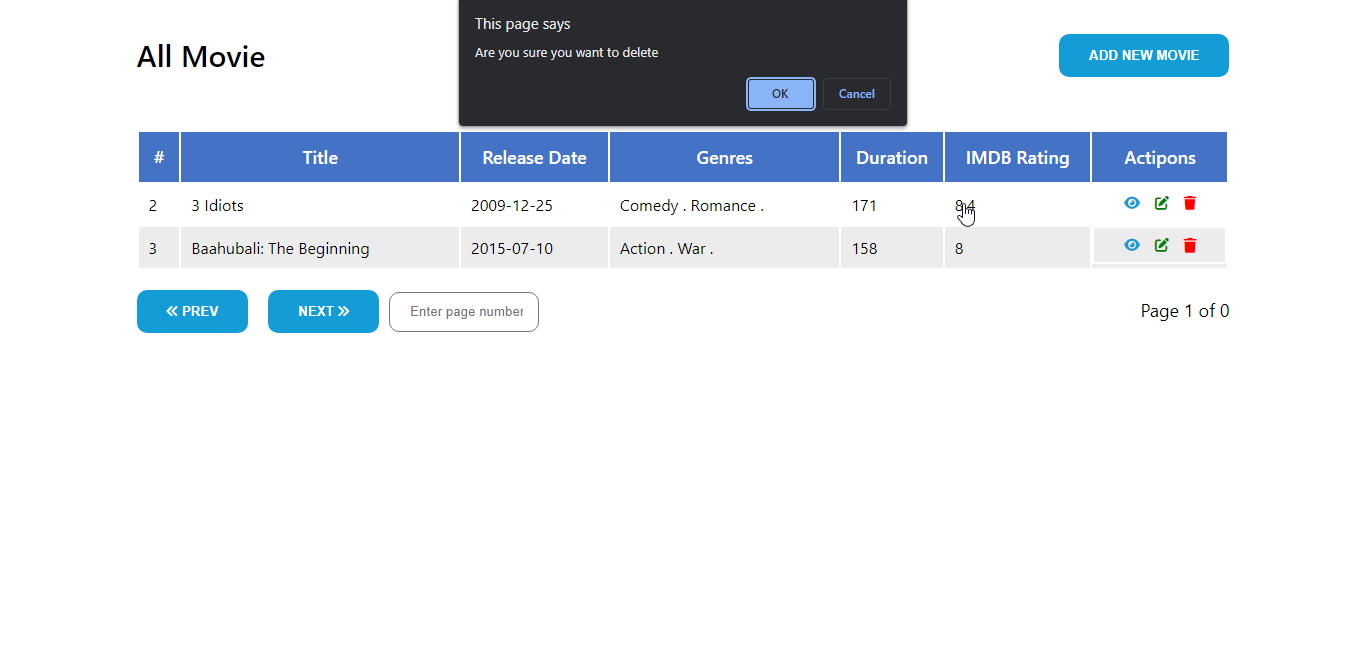 This page says
Are you sure you want to delete
OK
Cancel
All Movie
ADD NEW MOVIE
# Title Release Date Genres Duration IMDB Rating Actipons
2 3 Idiots 2009-12-25 Comedy . Romance . 171 8.4
3 Baahubali: The Beginning 2015-07-10 Action . War . 158 8
« PREV NEXT » Enter page number Page 1 of 0